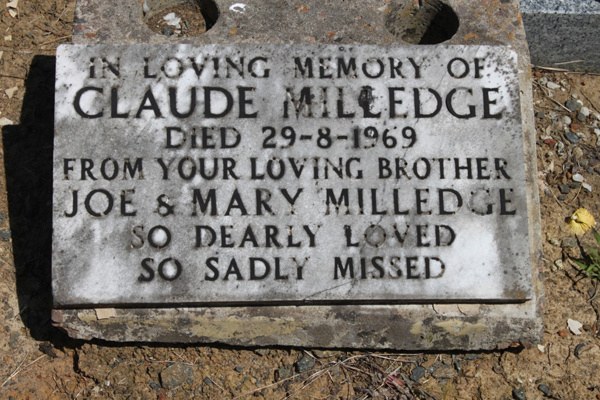 IN LOVING MEMORY OF
CLAUDE MILLEDGE
DIED 29-8-1969
FROM YOUR LOVING BROTHER
JOE & MARY MILLEDGE
SO DEARLY LOVED
SO SADLY MISSED